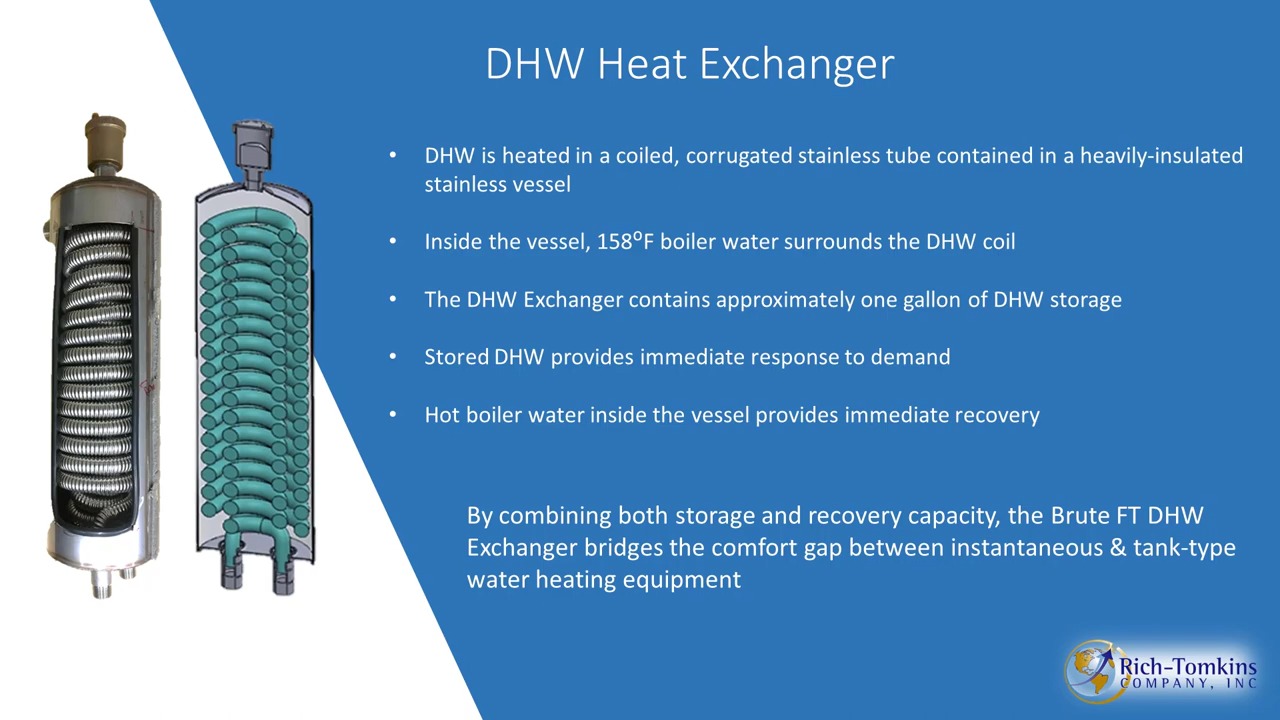 DHW Heat Exchanger
• DHW is heated in a coiled, corrugated stainless tube contained in a heavily-insulated
stainless vessel
• Inside the vessel, 158⁰F boiler water surrounds the DHW coil
• The DHW Exchanger contains approximately one gallon of DHW storage
• Stored DHW provides immediate response to demand
• Hot boiler water inside the vessel provides immediate recovery
By combining both storage and recovery capacity, the Brute FT DHW
Exchanger bridges the comfort gap between instantaneous & tank-type
water heating equipment
Rich-Tomkins
COMPANY, INC